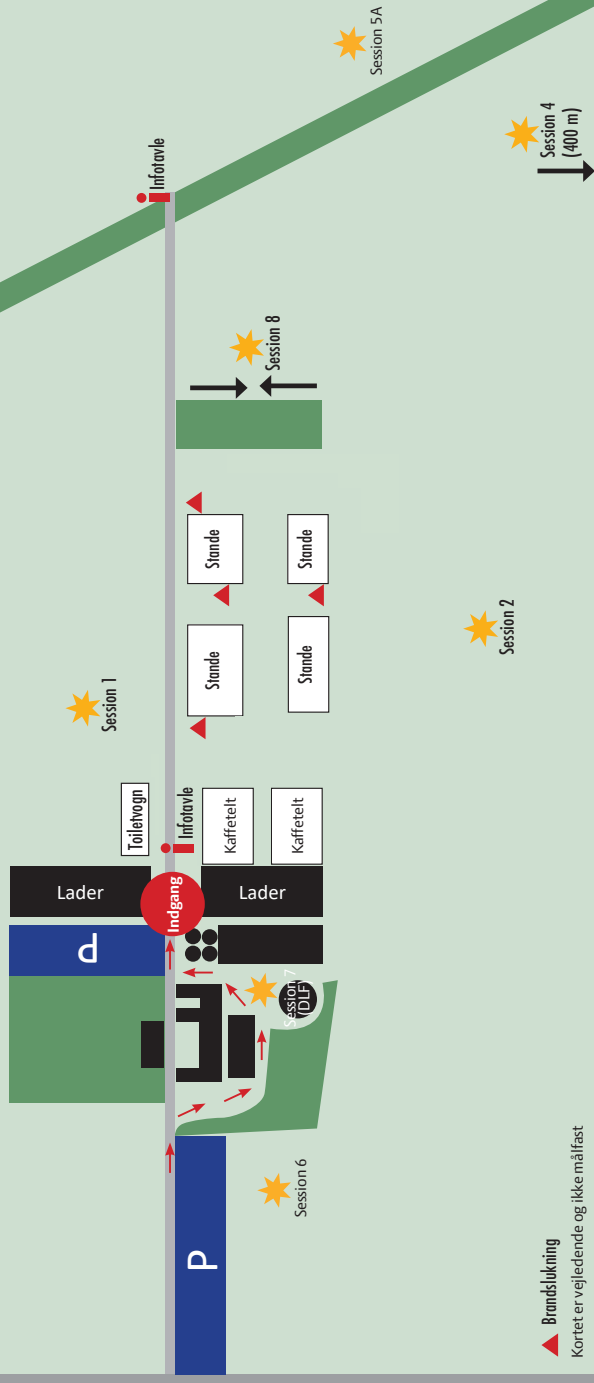 Session 5A
Session 4
(400 m)
Infotavle
Session 8
Stande
Stande
Stande
Stande
Session 2
Session 1
Toiletvogn
Infotavle
Kaffetelt
Kaffetelt
Lader
Indgang
Lader
P
Session 7
(DLF)
P
Session 6
Brandslukning
Kortet er vejledende og ikke målfast